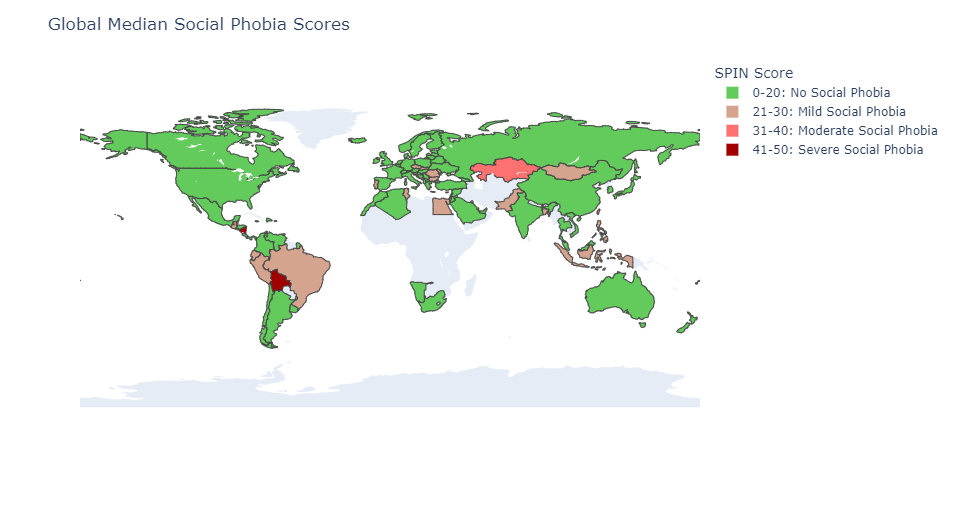 Global Median Social Phobia Scores
SPIN Score
0-20: No Social Phobia
21-30: Mild Social Phobia
31-40: Moderate Social Phobia
41-50: Severe Social Phobia